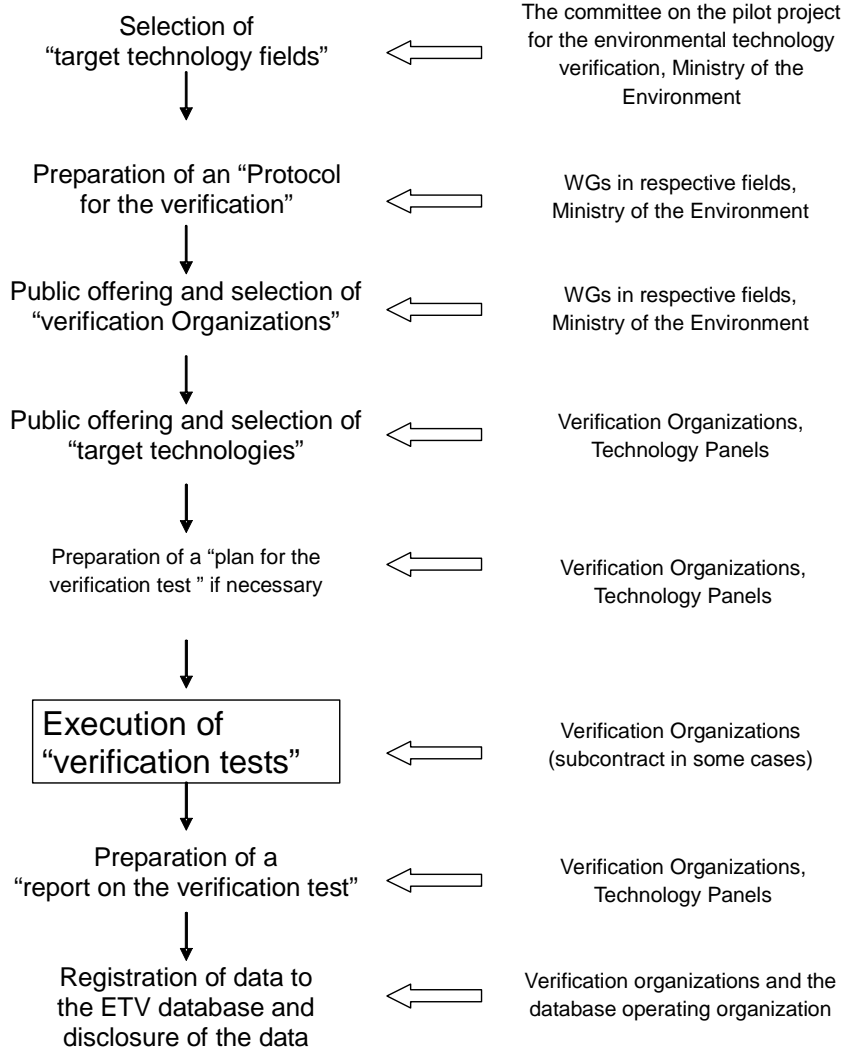 Selection of
“target technology fields”
The committee on the pilot project
for the environmental technology
verification, Ministry of the
Environment
Preparation of an “Protocol
for the verification”
WGs in respective fields,
Ministry of the Environment
Public offering and selection of
“verification Organizations”
WGs in respective fields,
Ministry of the Environment
Public offering and selection of
“target technologies”
Verification Organizations,
Technology Panels
Preparation of a “plan for the
verification test ” if necessary
Verification Organizations,
Technology Panels
Execution of
“verification tests”
Verification Organizations
(subcontract in some cases)
Preparation of a
“report on the verification test”
Verification Organizations,
Technology Panels
Registration of data to
the ETV database and
disclosure of the data
Verification organizations and the
database operating organization